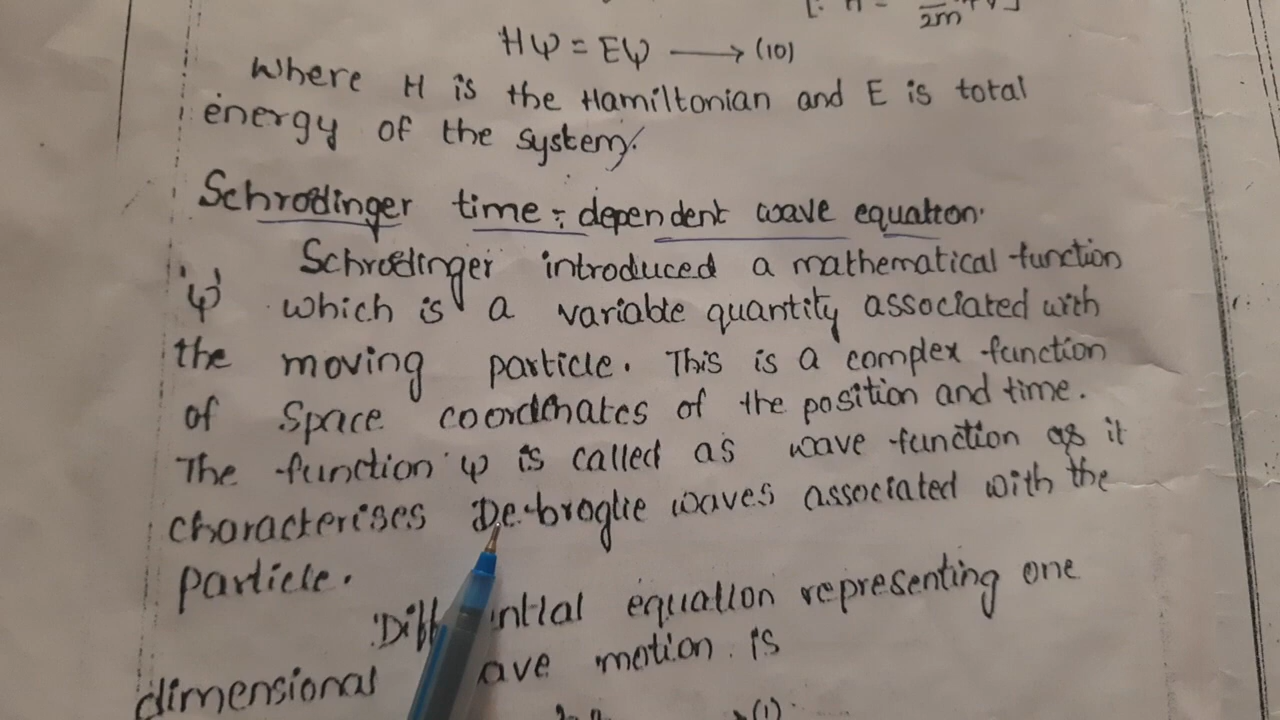 2m
Hψ = Eψ ⟶ (10)
Where H is the Hamiltonian and E is total
energy of the system.
Schrodinger time - dependent wave equation.
Schrodinger introduced a mathematical function
'ψ' which is a variable quantity associated with
the moving particle. This is a complex function
of space coordinates of the position and time.
The function ψ is called as wave function as it
characterises De-broglie waves associated with the
particle.
equation representing one
dimensional motion is
(1)